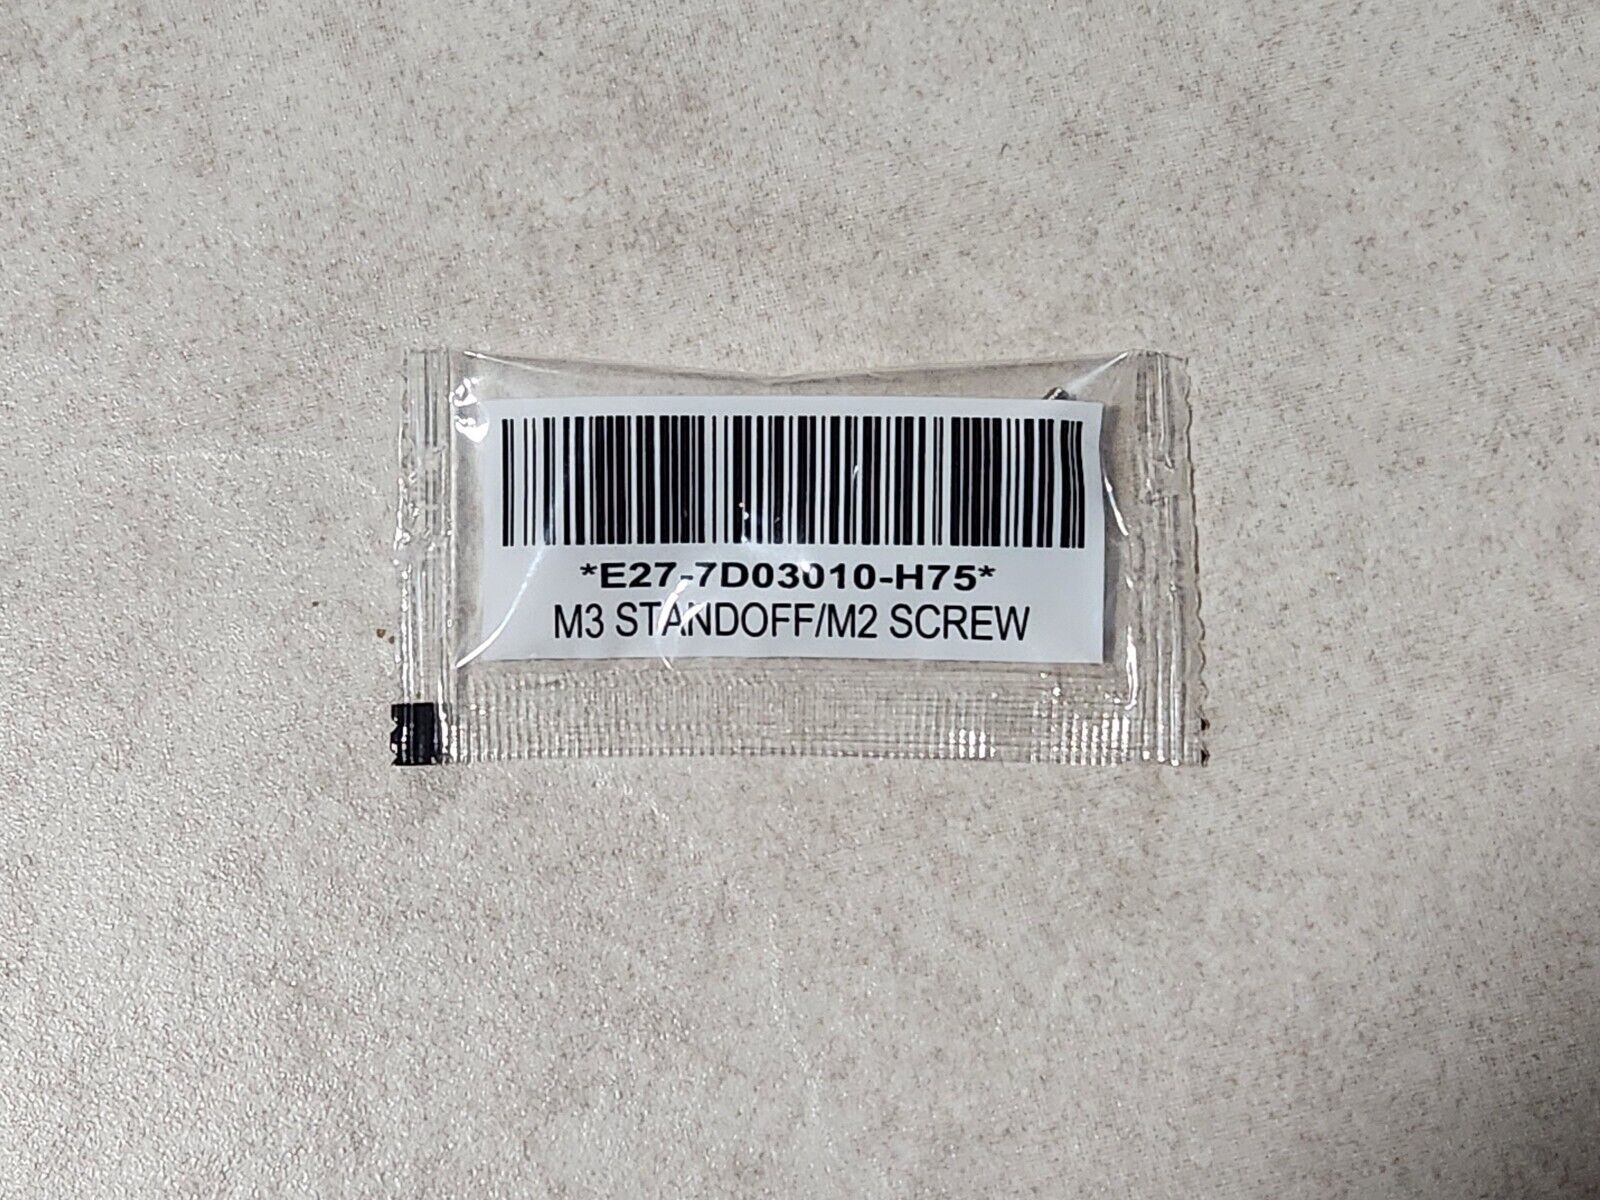 *E27-7D03010-H75*
M3 STANDOFF/M2 SCREW